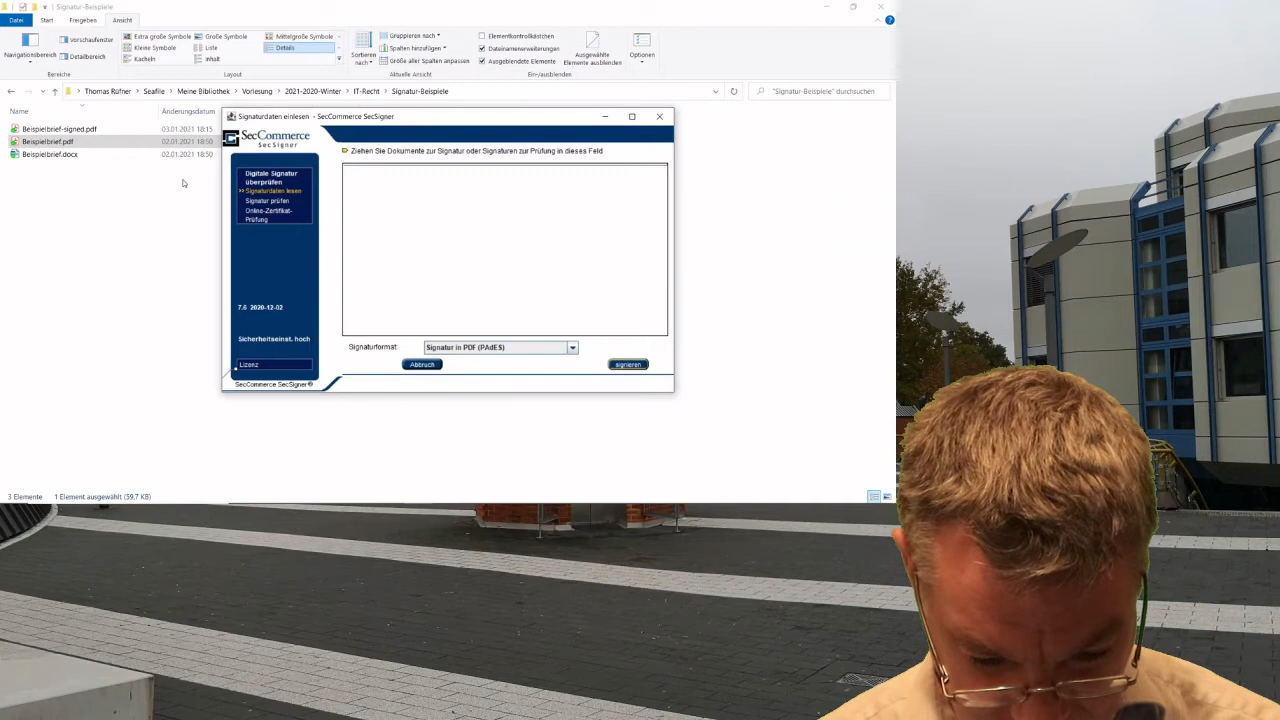 Signatur-Beispiele
Datei Start Freigeben Ansicht
Navigationsbereich
Vorschaufenster
Detailbereich
Bereiche
Extra große Symbole Große Symbole Mittelgroße Symbole
Kleine Symbole Liste Details
Kacheln Inhalt
Layout
Sortieren nach
Gruppieren nach
Spalten hinzufügen
Größe aller Spalten anpassen
Aktuelle Ansicht
Elementkontrollkästchen
Dateinamenerweiterungen
Ausgeblendete Elemente
Ausgewählte Elemente ausblenden
Ein-/ausblenden
Optionen
Thomas Rüfner Seafile Meine Bibliothek Vorlesung 2021-2020-Winter IT-Recht Signatur-Beispiele
"Signatur-Beispiele" durchsuchen
Name Änderungsdatum
Beispielbrief-signed.pdf 03.01.2021 18:15
Beispielbrief.pdf 02.01.2021 18:50
Beispielbrief.docx 02.01.2021 18:50
Signaturdaten einlesen - SecCommerce SecSigner
SecCommerce
SecSigner
Digitale Signatur
überprüfen
>> Signaturdaten lesen
Signatur prüfen
Online-Zertifikat-
Prüfung
7.6 2020-12-02
Sicherheitseinst. hoch
Lizenz
SecCommerce SecSigner®
Ziehen Sie Dokumente zur Signatur oder Signaturen zur Prüfung in dieses Feld
Signaturformat: Signatur in PDF (PAdES)
Abbruch signieren
3 Elemente 1 Element ausgewählt (59.7 KB)